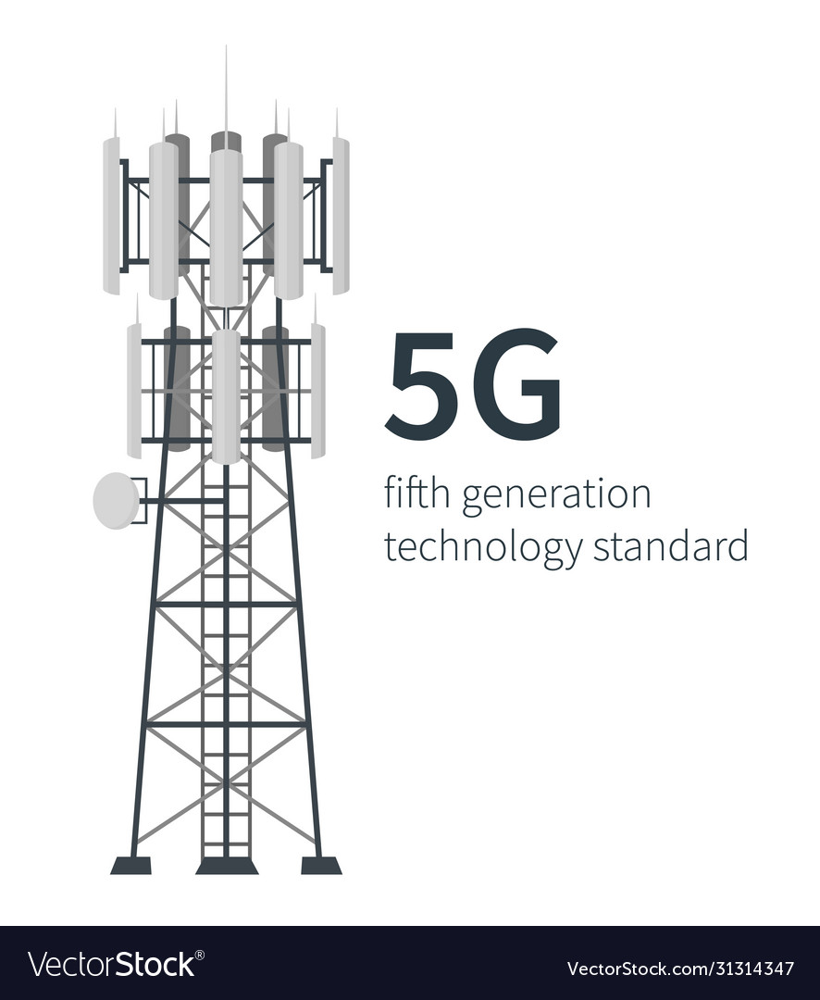 5G
fifth generation
technology standard
VectorStock®
VectorStock.com/31314347